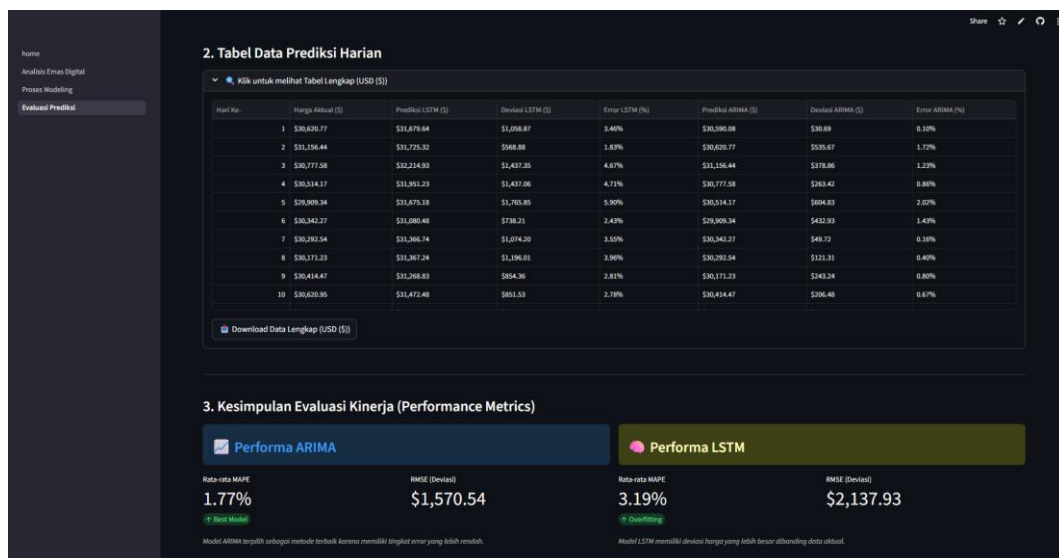 Share
home
Analisis Emas Digital
Proses Modeling
Evaluasi Prediksi
2. Tabel Data Prediksi Harian
Klik untuk melihat Tabel Lengkap (USD ($))
Hari Ke- Harga Aktual ($) Prediksi LSTM ($) Deviasi LSTM ($) Error LSTM (%) Prediksi ARIMA ($) Deviasi ARIMA ($) Error ARIMA (%)
1 $30,620.77 $31,679.64 $1,058.87 3.46% $30,590.08 $30.69 0.10%
2 $31,156.44 $31,725.32 $568.88 1.83% $30,620.77 $535.67 1.72%
3 $30,777.58 $32,214.93 $1,437.35 4.67% $31,156.44 $378.86 1.23%
4 $30,514.17 $31,951.23 $1,437.06 4.71% $30,777.58 $263.42 0.86%
5 $29,909.34 $31,675.18 $1,765.85 5.90% $30,514.17 $604.83 2.02%
6 $30,342.27 $31,080.48 $738.21 2.43% $29,909.34 $432.93 1.43%
7 $30,292.54 $31,366.74 $1,074.20 3.55% $30,342.27 $49.72 0.16%
8 $30,171.23 $31,367.24 $1,196.01 3.96% $30,292.54 $121.31 0.40%
9 $30,414.47 $31,268.83 $854.36 2.81% $30,171.23 $243.24 0.80%
10 $30,620.95 $31,472.48 $851.53 2.78% $30,414.47 $206.48 0.67%
Download Data Lengkap (USD ($))
3. Kesimpulan Evaluasi Kinerja (Performance Metrics)
Performa ARIMA
Rata-rata MAPE RMSE (Deviasi)
1.77% $1,570.54
↑ Best Model
Model ARIMA terpilih sebagai metode terbaik karena memiliki tingkat error yang lebih rendah.
Performa LSTM
Rata-rata MAPE RMSE (Deviasi)
3.19% $2,137.93
↑ Overfitting
Model LSTM memiliki deviasi harga yang lebih besar dibanding data aktual.